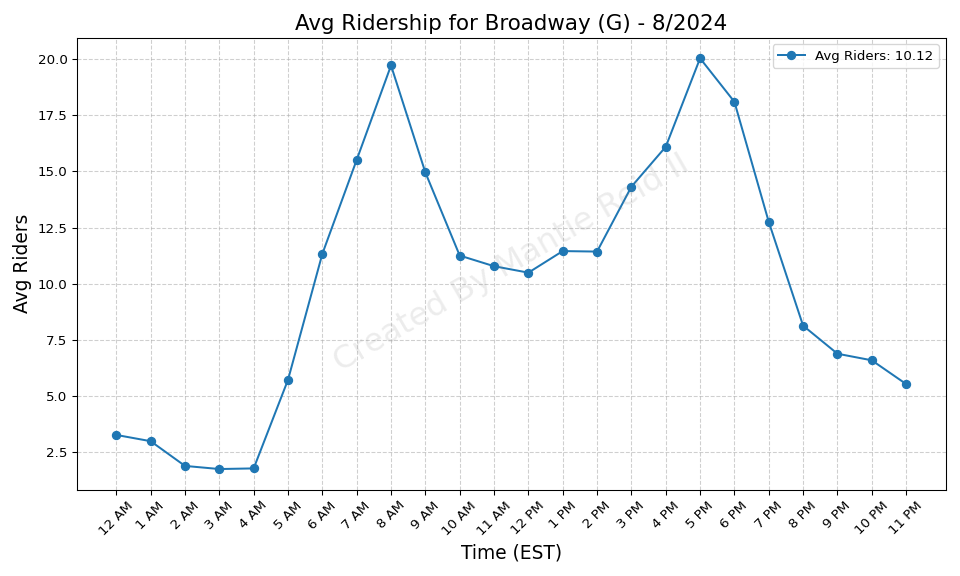 Avg Ridership for Broadway (G) - 8/2024
Avg Riders: 10.12
Avg Riders
20.0
17.5
15.0
12.5
10.0
7.5
5.0
2.5
Created By Mantie Reid II
12 AM
1 AM
2 AM
3 AM
4 AM
5 AM
6 AM
7 AM
8 AM
9 AM
10 AM
11 AM
12 PM
1 PM
2 PM
3 PM
4 PM
5 PM
6 PM
7 PM
8 PM
9 PM
10 PM
11 PM
Time (EST)